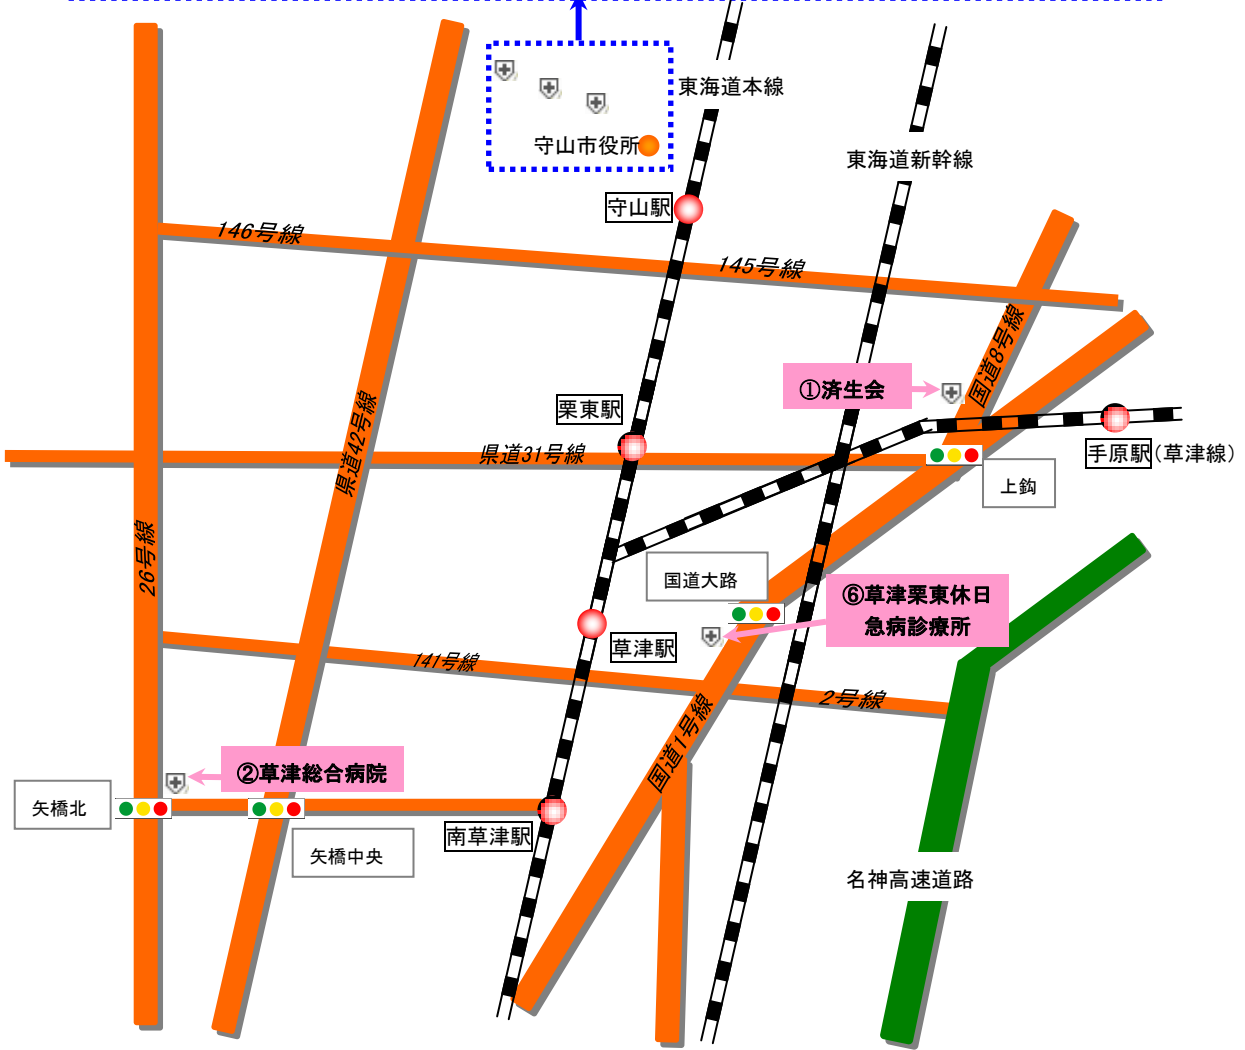 東海道本線
守山市役所
東海道新幹線
守山駅
146号線
145号線
国道8号線
①済生会
栗東駅
県道42号線
県道31号線
手原駅(草津線)
上鈎
26号線
国道大路
⑥草津栗東休日
急病診療所
草津駅
141号線
2号線
国道1号線
②草津総合病院
矢橋北
南草津駅
矢橋中央
名神高速道路